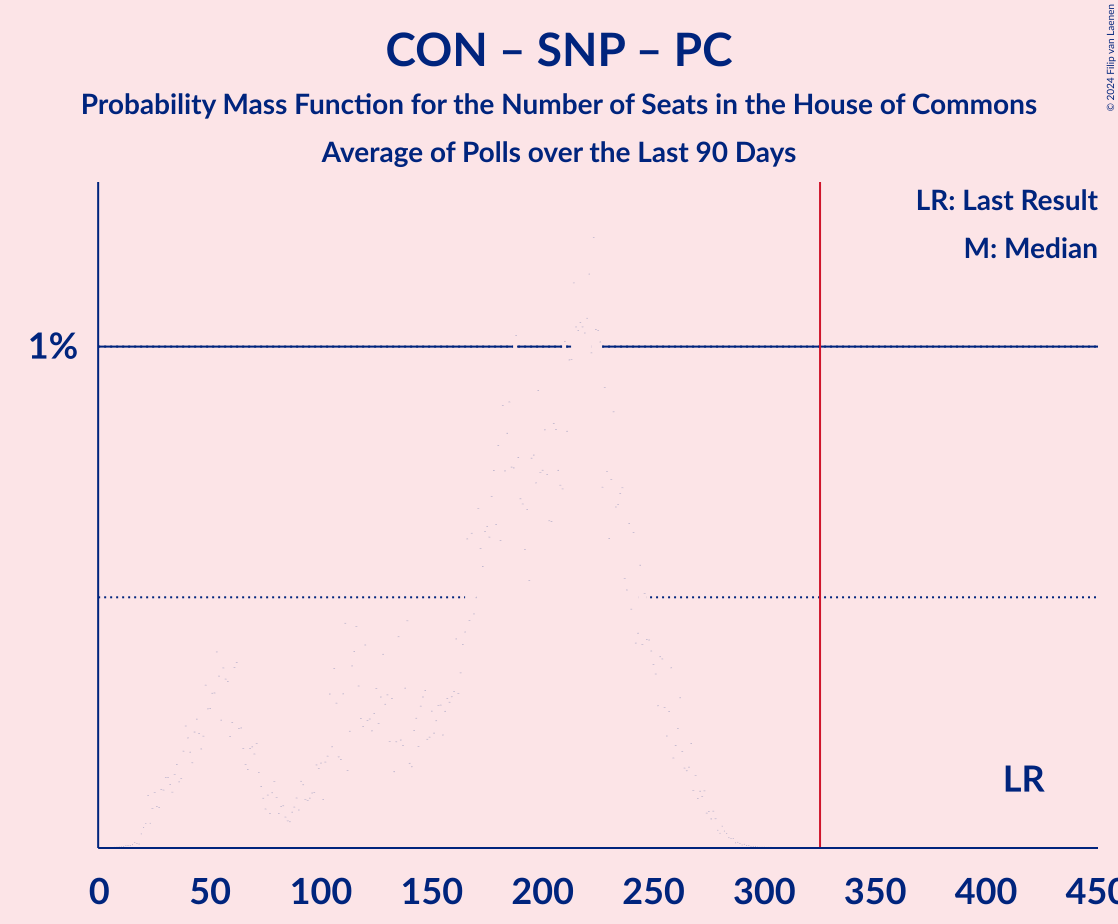 CON – SNP – PC
Probability Mass Function for the Number of Seats in the House of Commons
Average of Polls over the Last 90 Days
© 2024 Filip van Laenen
LR: Last Result
M: Median
1%
LR
0 50 100 150 200 250 300 350 400 450